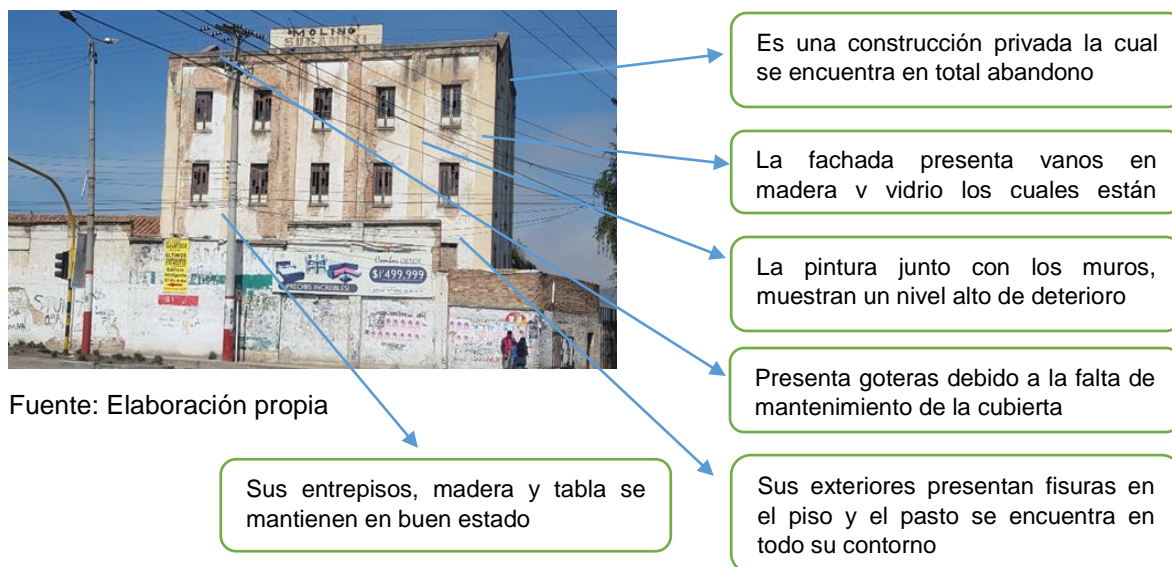 MOLINO
SUGAMUXI
Es una construcción privada la cual
se encuentra en total abandono
La fachada presenta vanos en
madera y vidrio los cuales están
ÚLTIMOS
DESDE
$1'499,999
¡PRECIOS INCREIBLES!
La pintura junto con los muros,
muestran un nivel alto de deterioro
Presenta goteras debido a la falta de
mantenimiento de la cubierta
Fuente: Elaboración propia
Sus entrepisos, madera y tabla se
mantienen en buen estado
Sus exteriores presentan fisuras en
el piso y el pasto se encuentra en
todo su contorno